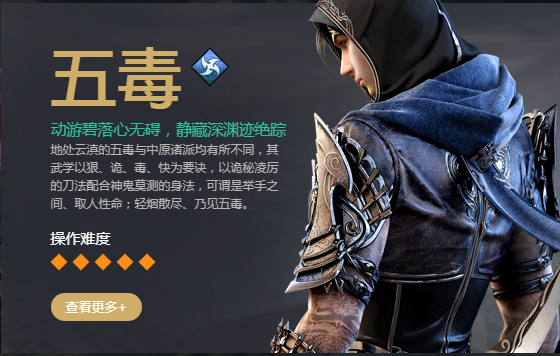 五毒
动游碧落心无碍，静藏深渊迹绝踪
地处云滇的五毒与中原诸派均有所不同，其
武学以狠、诡、毒、快为要诀，以诡秘凌厉
的刀法配合神鬼莫测的身法，可谓是举手之
间、取人性命；轻烟散尽、乃见五毒。
操作难度
查看更多+